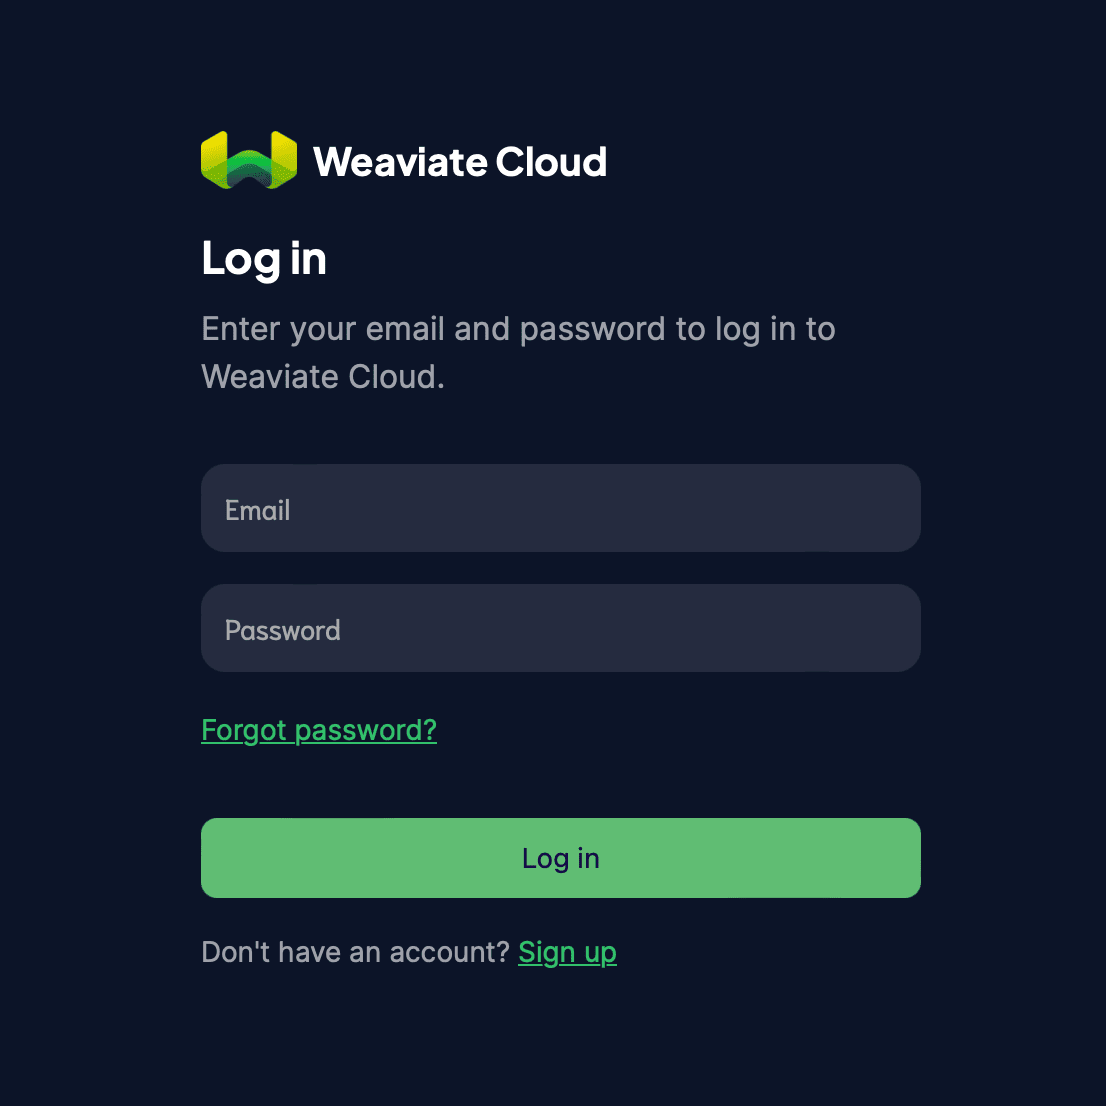 Weaviate Cloud
Log in
Enter your email and password to log in to
Weaviate Cloud.
Email
Password
Forgot password?
Log in
Don't have an account? Sign up